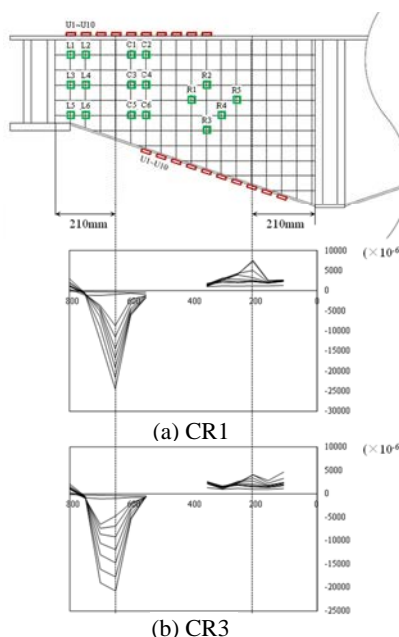 U1~U10
L1 L2 C1 C2
L3 L4 C3 C4 R2
R1 R5
L5 L6 C5 C6 R4
R3
U1~U10
210mm 210mm
10000 (×10⁻⁶
5000
800 600 400 200 0
-5000
-10000
-15000
-20000
-25000
-30000
(a) CR1
10000 (×10⁻⁶
5000
800 600 400 200 0
-5000
-10000
-15000
-20000
-25000
(b) CR3